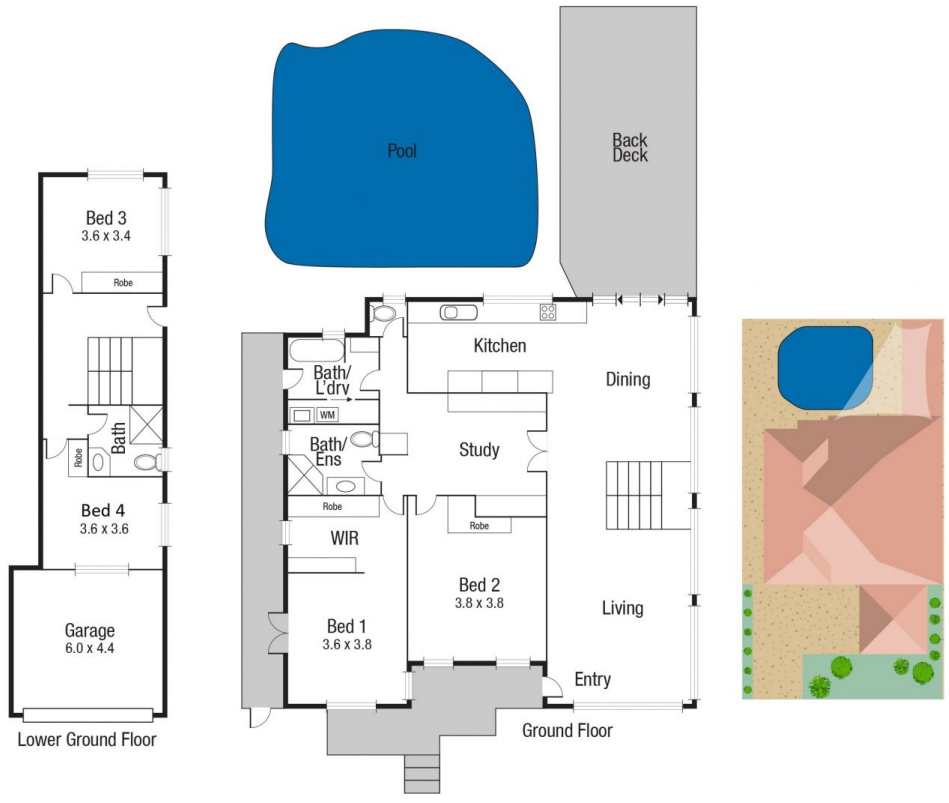 Pool
Back
Deck
Bed 3
3.6 x 3.4
Robe
Bath
Robe
Bed 4
3.6 x 3.6
Garage
6.0 x 4.4
Lower Ground Floor
Kitchen
Dining
Bath/
L'dry
WM
Bath/
Ens
Study
Robe
WIR
Robe
Bed 2
3.8 x 3.8
Bed 1
3.6 x 3.8
Living
Entry
Ground Floor